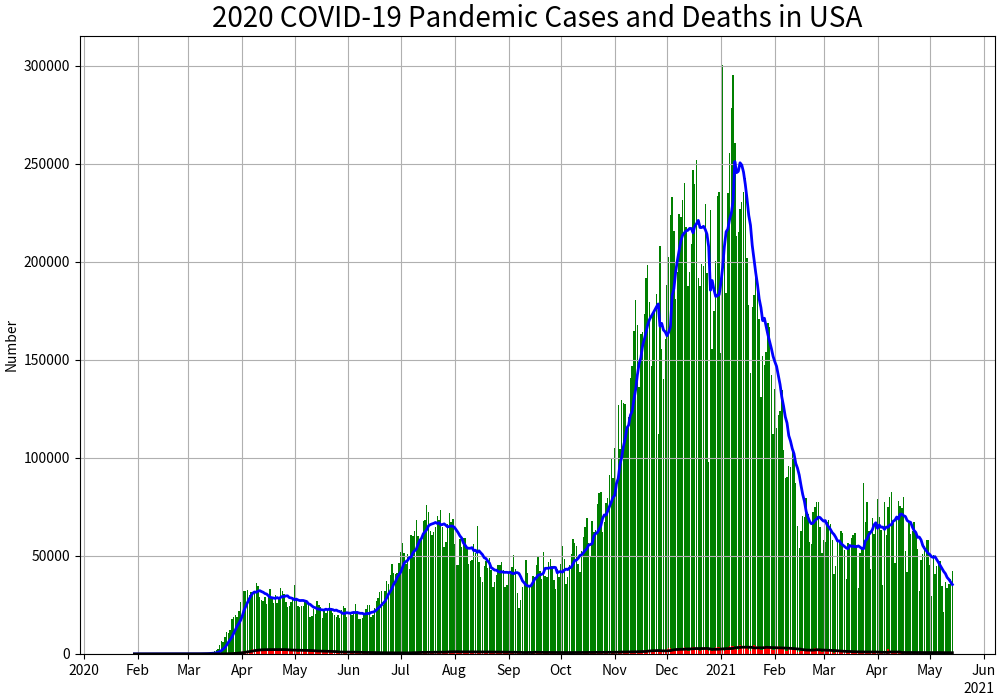 2020 COVID-19 Pandemic Cases and Deaths in USA
Number
300000
250000
200000
150000
100000
50000
0
2020 Feb Mar Apr May Jun Jul Aug Sep Oct Nov Dec 2021 Feb Mar Apr May Jun
2021